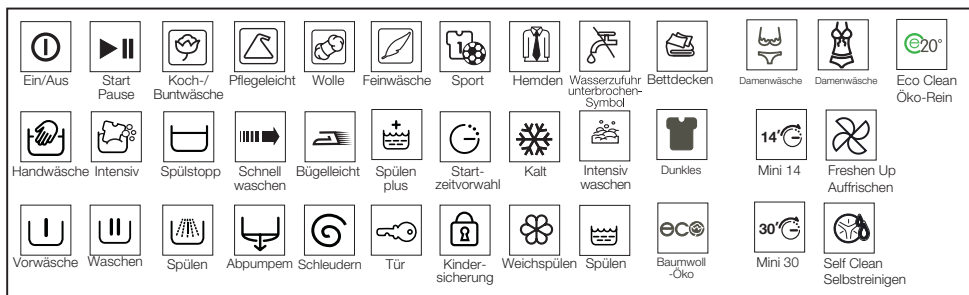 1
e20°
Ein/Aus
Start
Pause
Koch-/
Buntwäsche
Pflegeleicht
Wolle
Feinwäsche
Sport
Hemden
Wasserzufuhr
unterbrochen-
Symbol
Bettdecken
Damenwäsche
Damenwäsche
Eco Clean
Öko-Rein
+
14'
Handwäsche
Intensiv
Spülstopp
Schnell
waschen
Bügelleicht
Spülen
plus
Start-
zeitvorwahl
Kalt
Intensiv
waschen
Dunkles
Mini 14
Freshen Up
Auffrischen
eco
30'
Vorwäsche
Waschen
Spülen
Abpumpem
Schleudern
Tür
Kinder-
sicherung
Weichspülen
Spülen
Baumwoll
-Öko
Mini 30
Self Clean
Selbstreinigen